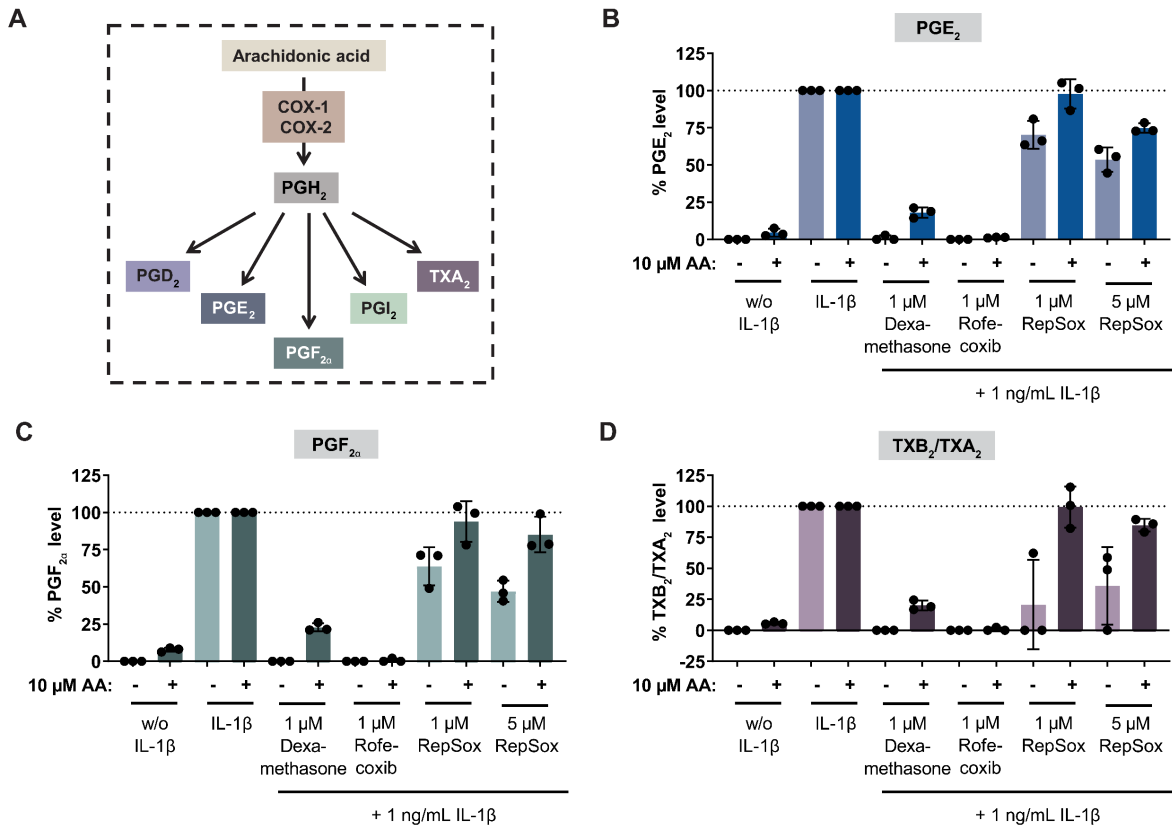 A
Arachidonic acid
COX-1
COX-2
PGH₂
PGD₂
PGE₂
PGF₂α
PGI₂
TXA₂
B
PGE₂
% PGE₂ level
125
100
75
50
25
0
10 µM AA:
- + - + - + - + - + - +
w/o
IL-1β
IL-1β
1 µM
Dexa-
methasone
1 µM
Rofe-
coxib
1 µM
RepSox
5 µM
RepSox
+ 1 ng/mL IL-1β
C
PGF₂α
% PGF₂α level
125
100
75
50
25
0
10 µM AA:
- + - + - + - + - + - +
w/o
IL-1β
IL-1β
1 µM
Dexa-
methasone
1 µM
Rofe-
coxib
1 µM
RepSox
5 µM
RepSox
+ 1 ng/mL IL-1β
D
TXB₂/TXA₂
% TXB₂/TXA₂ level
125
100
75
50
25
0
-25
10 µM AA:
- + - + - + - + - + - +
w/o
IL-1β
IL-1β
1 µM
Dexa-
methasone
1 µM
Rofe-
coxib
1 µM
RepSox
5 µM
RepSox
+ 1 ng/mL IL-1β